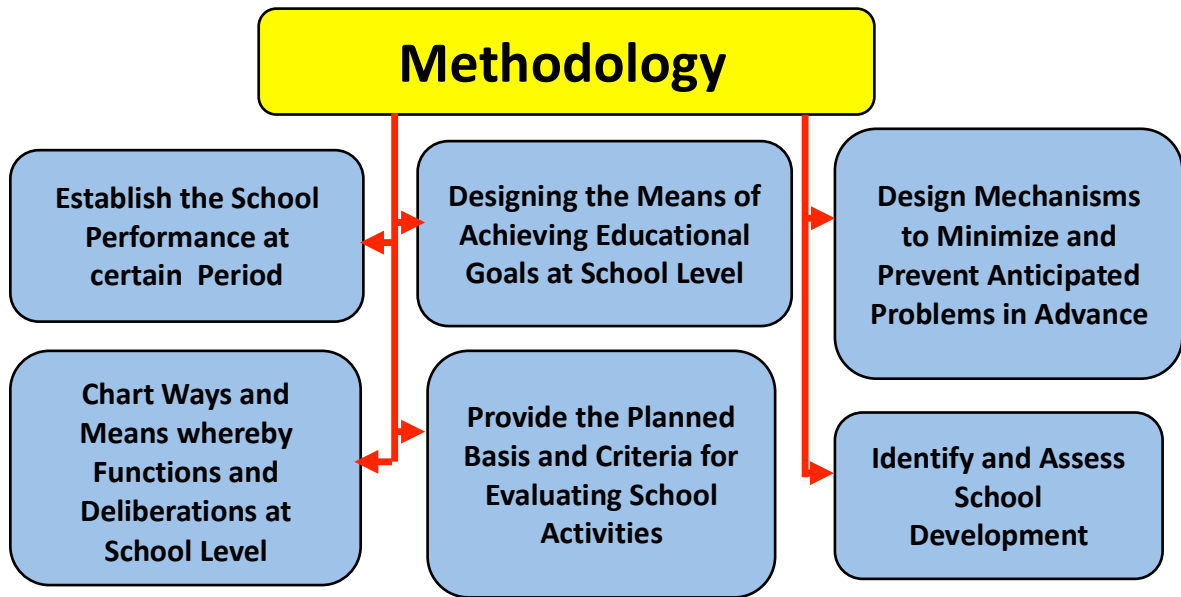 Methodology
Establish the School
Performance at
certain Period
Designing the Means of
Achieving Educational
Goals at School Level
Design Mechanisms
to Minimize and
Prevent Anticipated
Problems in Advance
Chart Ways and
Means whereby
Functions and
Deliberations at
School Level
Provide the Planned
Basis and Criteria for
Evaluating School
Activities
Identify and Assess
School
Development